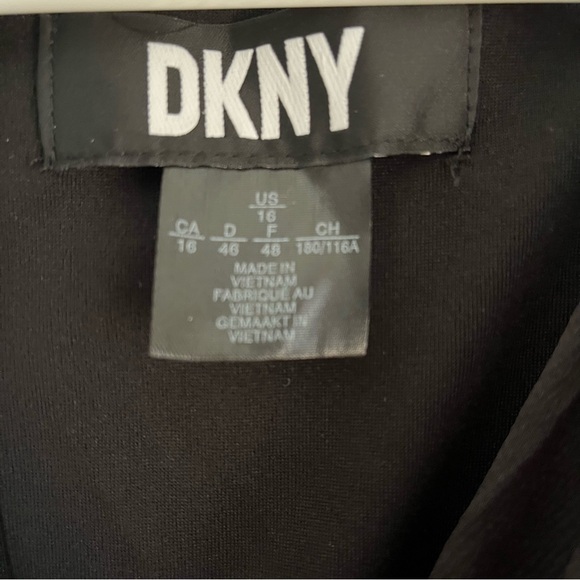 DKNY
US
16
CA D F CH
16 46 48 180/116A
MADE IN
VIETNAM
FABRIQUÉ AU
VIETNAM
GEMAAKT IN
VIETNAM